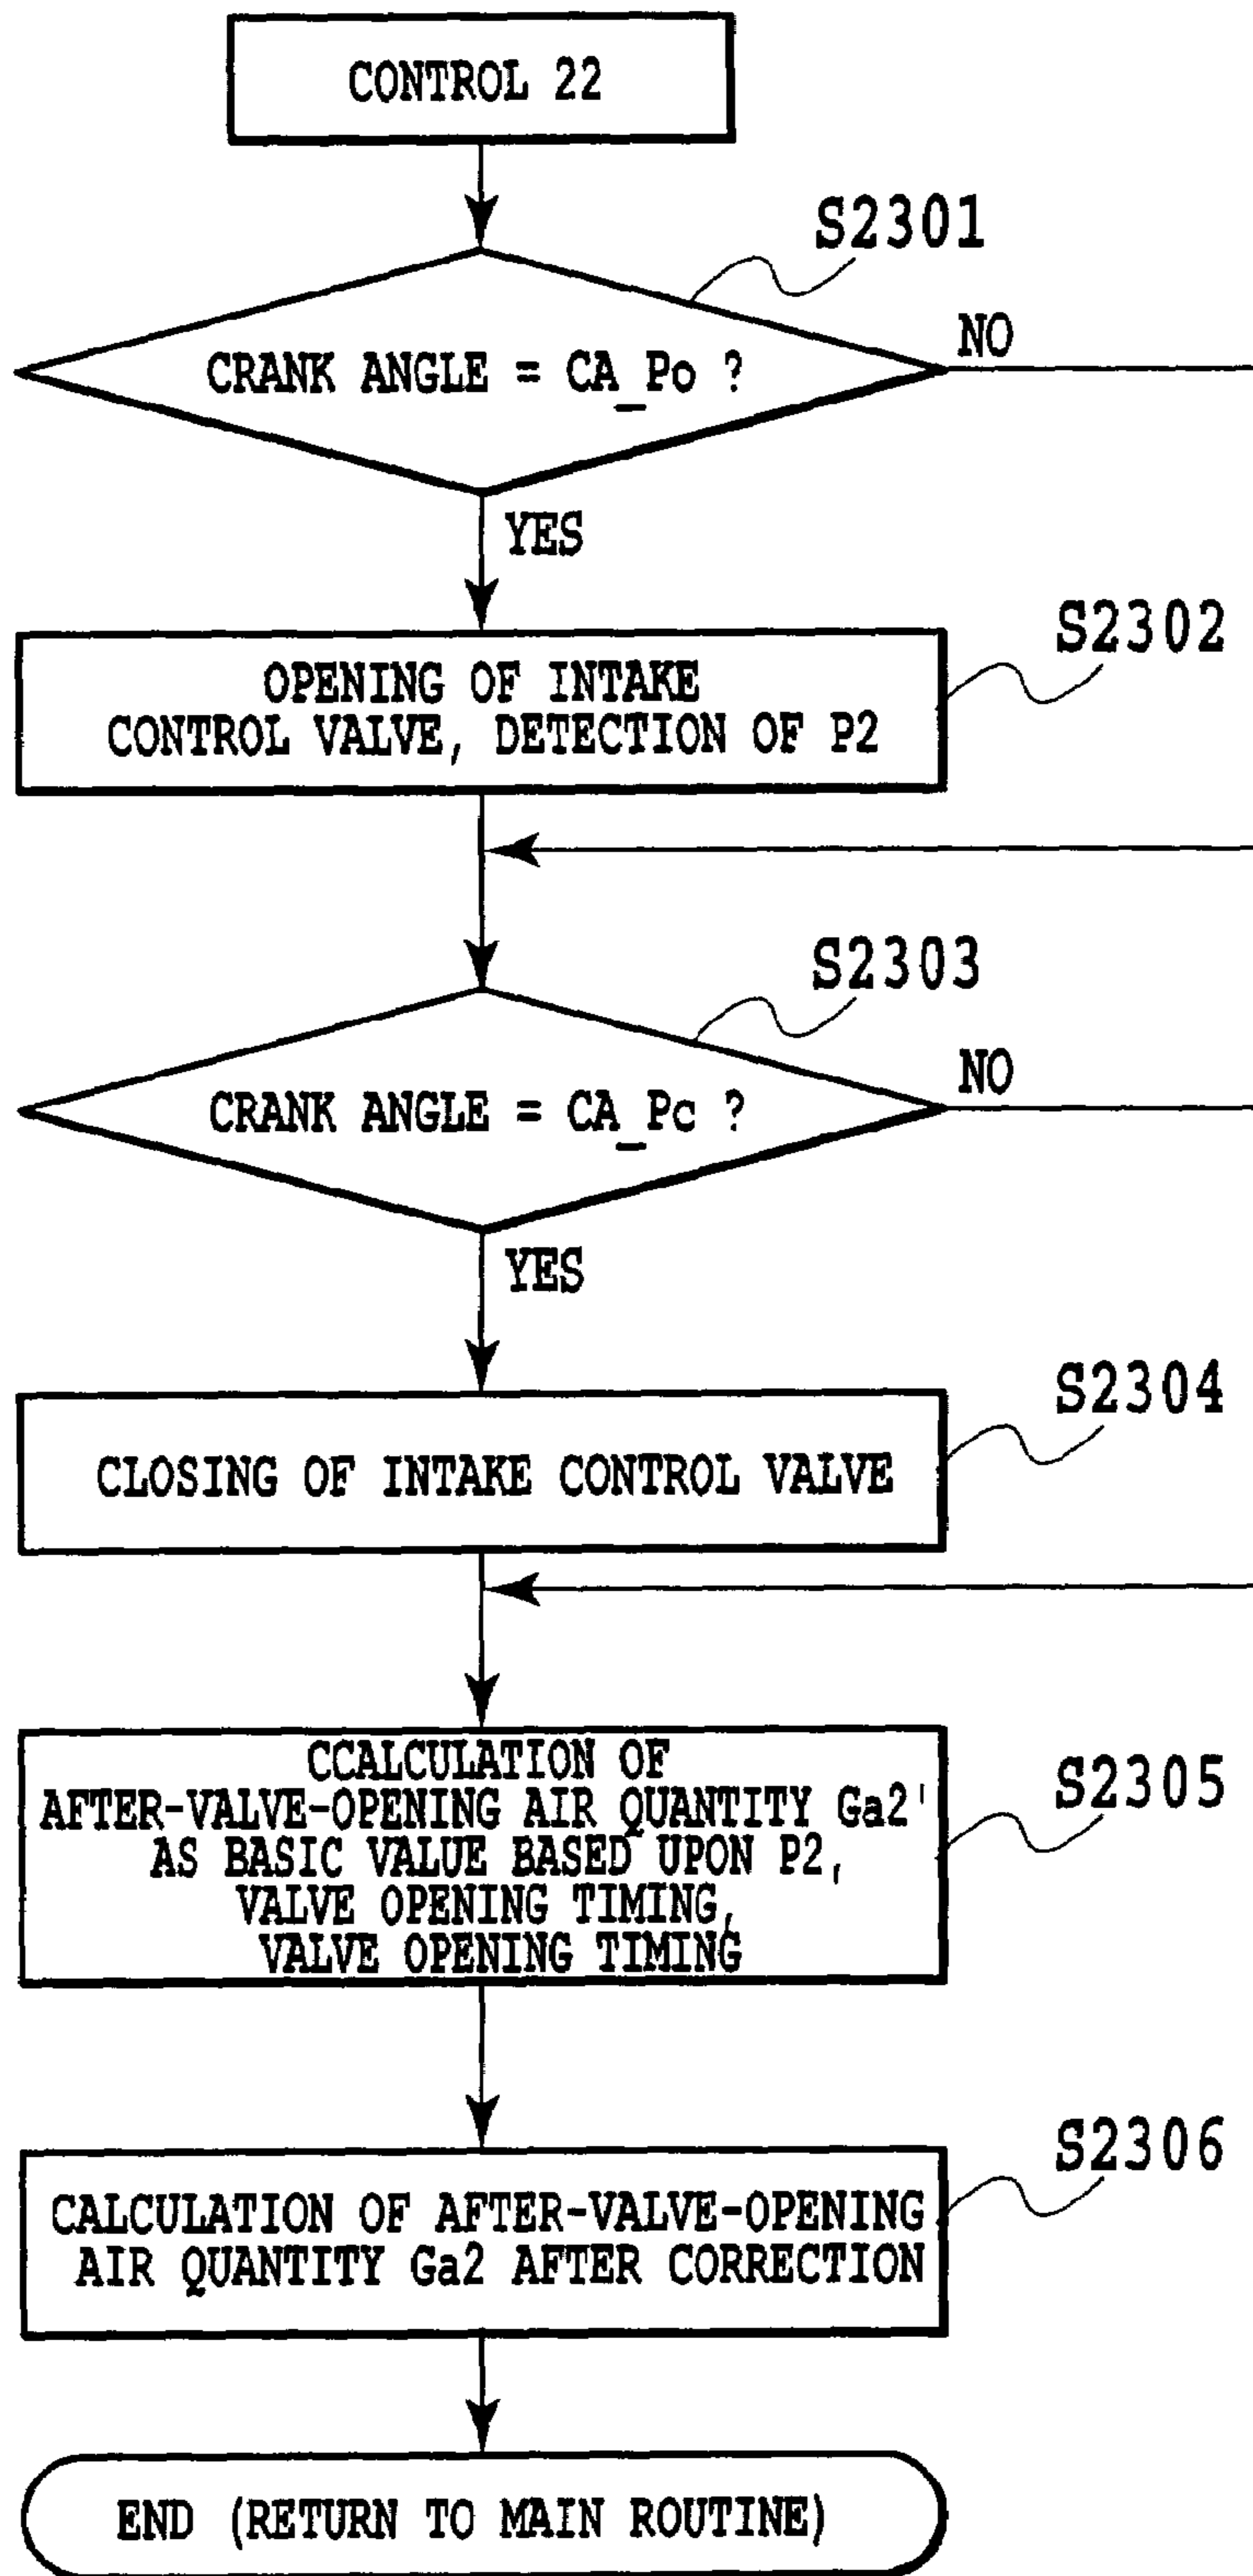 CONTROL 22
S2301
CRANK ANGLE = CA_Po ?
NO
YES
S2302
OPENING OF INTAKE
CONTROL VALVE, DETECTION OF P2
S2303
CRANK ANGLE = CA_Pc ?
NO
YES
S2304
CLOSING OF INTAKE CONTROL VALVE
S2305
CCALCULATION OF
AFTER-VALVE-OPENING AIR QUANTITY Ga2'
AS BASIC VALUE BASED UPON P2,
VALVE OPENING TIMING,
VALVE OPENING TIMING
S2306
CALCULATION OF AFTER-VALVE-OPENING
AIR QUANTITY Ga2 AFTER CORRECTION
END (RETURN TO MAIN ROUTINE)